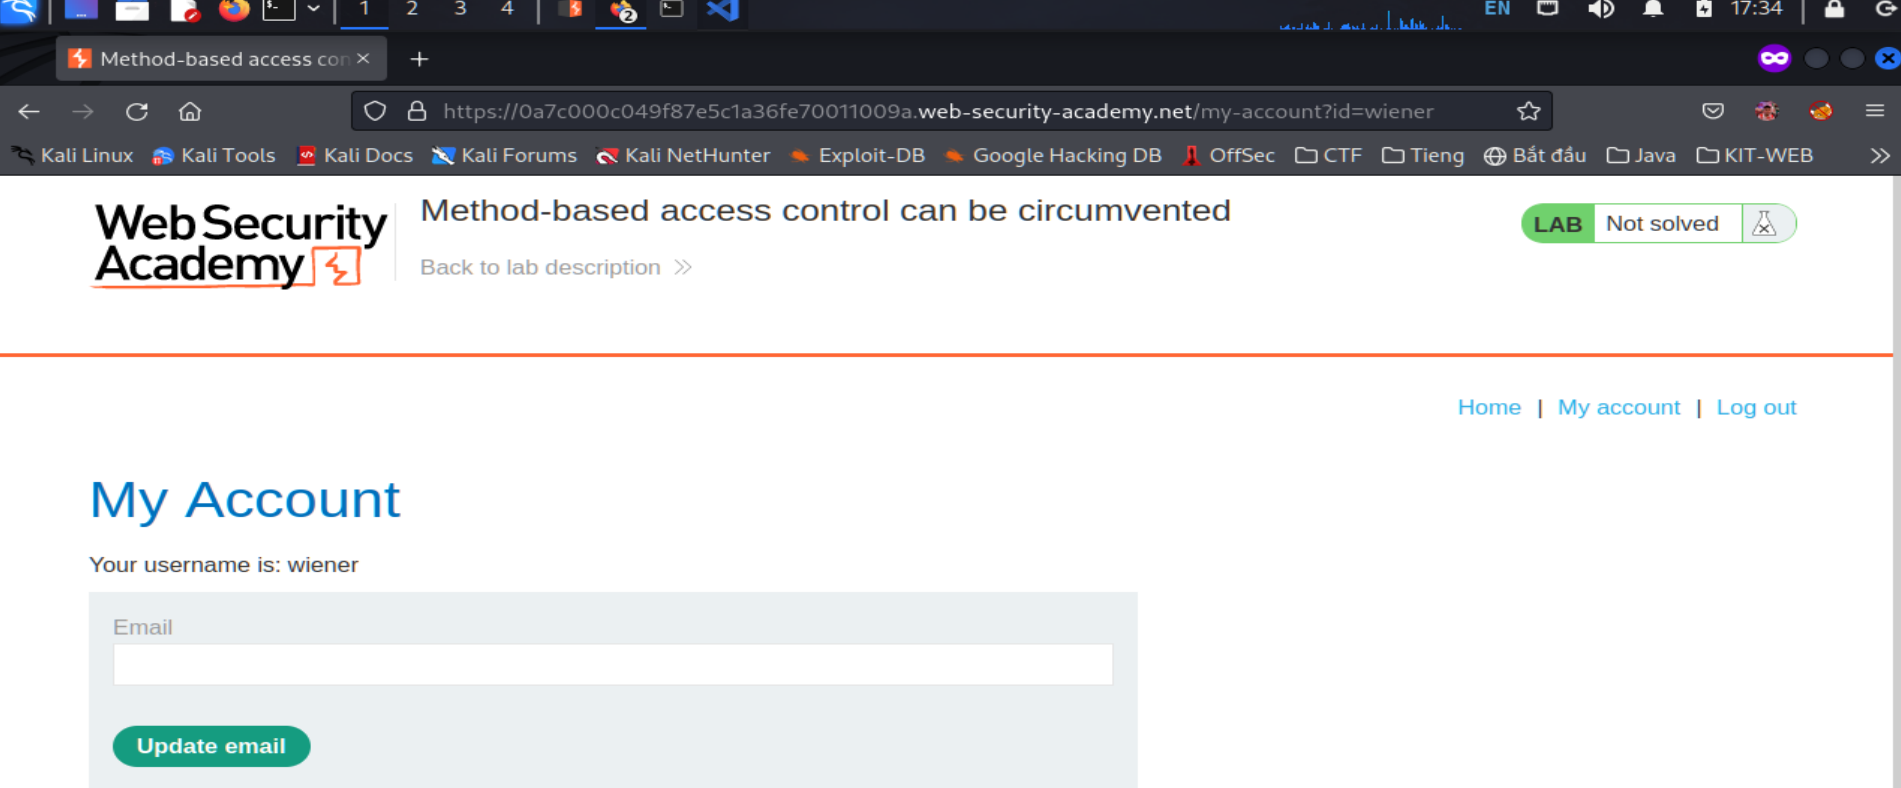 1 2 3 4 2 EN 17:34
Method-based access con
https://0a7c000c049f87e5c1a36fe70011009a.web-security-academy.net/my-account?id=wiener
Kali Linux Kali Tools Kali Docs Kali Forums Kali NetHunter Exploit-DB Google Hacking DB OffSec CTF Tieng Bắt đầu Java KIT-WEB
Web Security
Academy
Method-based access control can be circumvented
Back to lab description
LAB Not solved
Home | My account | Log out
My Account
Your username is: wiener
Email
Update email